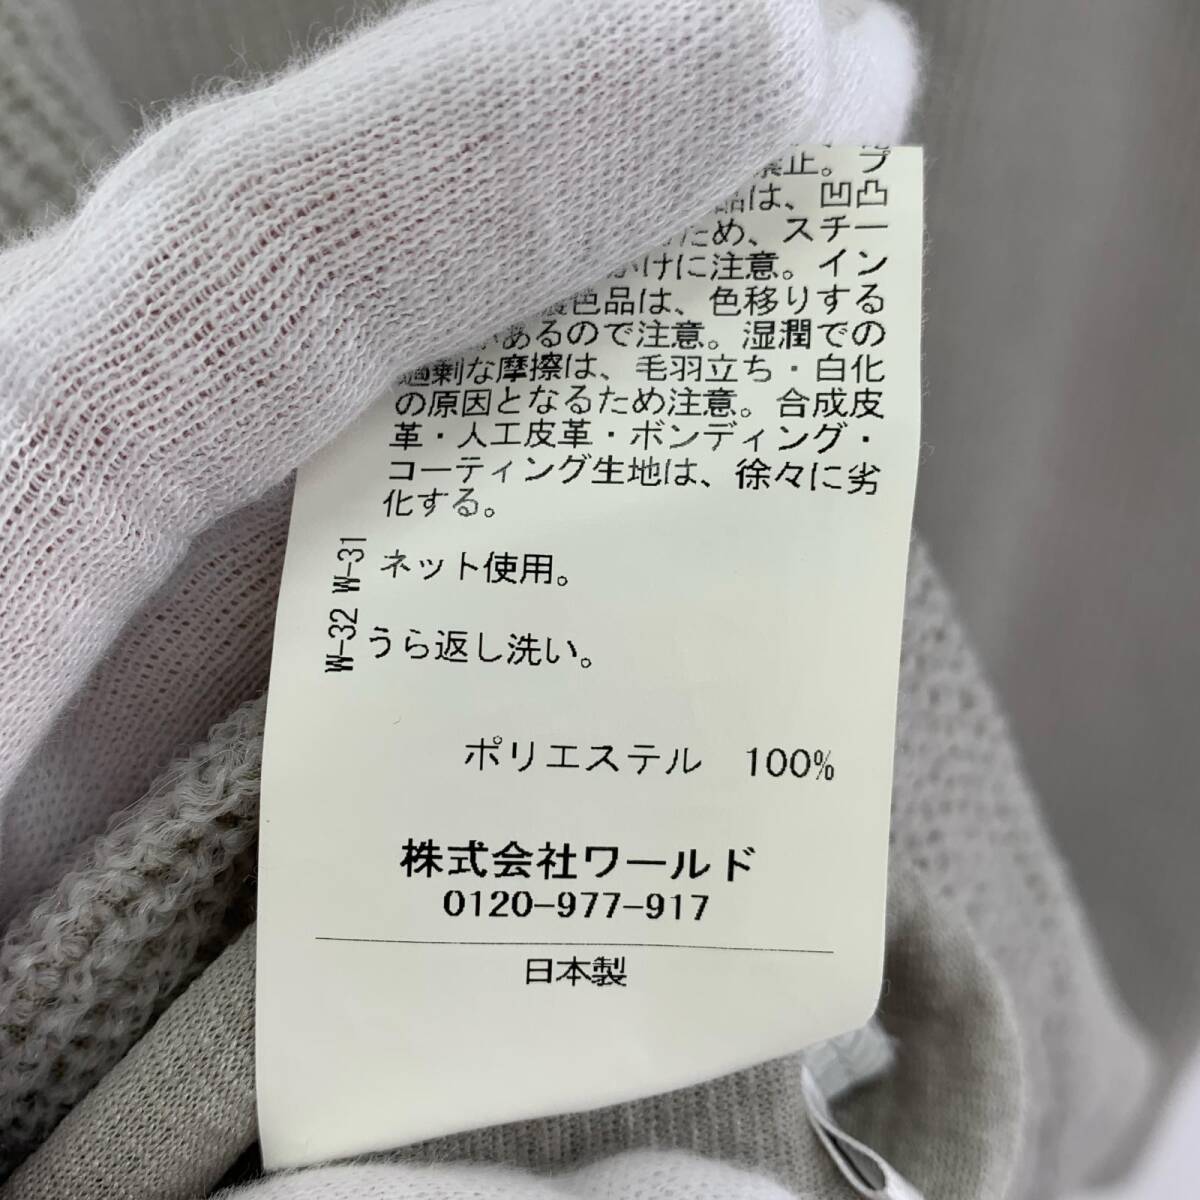 禁止。プ
品は、凹凸
ため、スチー
かけに注意。イン
濃色品は、色移りする
があるので注意。湿潤での
過剰な摩擦は、毛羽立ち・白化
の原因となるため注意。合成皮
革・人工皮革・ボンディング・
コーティング生地は、徐々に劣
化する。
W-31 ネット使用。
W-32 うら返し洗い。
ポリエステル 100%
株式会社ワールド
0120-977-917
日本製